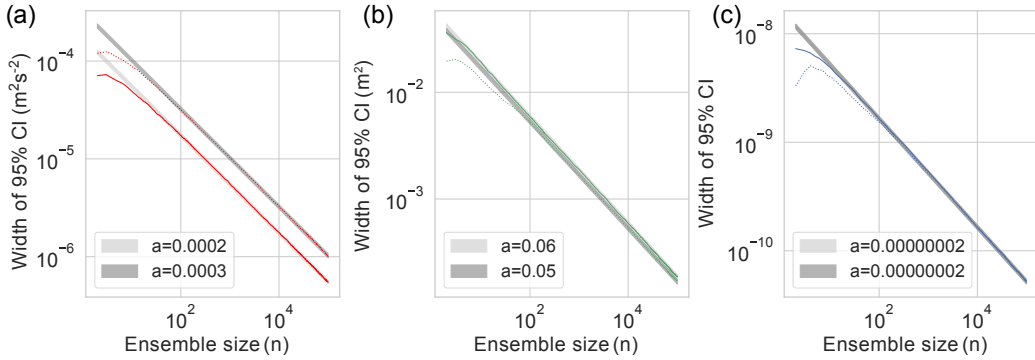 (a)
Width of 95% CI (m²s⁻²)
10⁻⁴
10⁻⁵
10⁻⁶
a=0.0002
a=0.0003
10²
10⁴
Ensemble size (n)
(b)
Width of 95% CI (m²)
10⁻²
10⁻³
a=0.06
a=0.05
10²
10⁴
Ensemble size (n)
(c)
Width of 95% CI
10⁻⁸
10⁻⁹
10⁻¹⁰
a=0.00000002
a=0.00000002
10²
10⁴
Ensemble size (n)